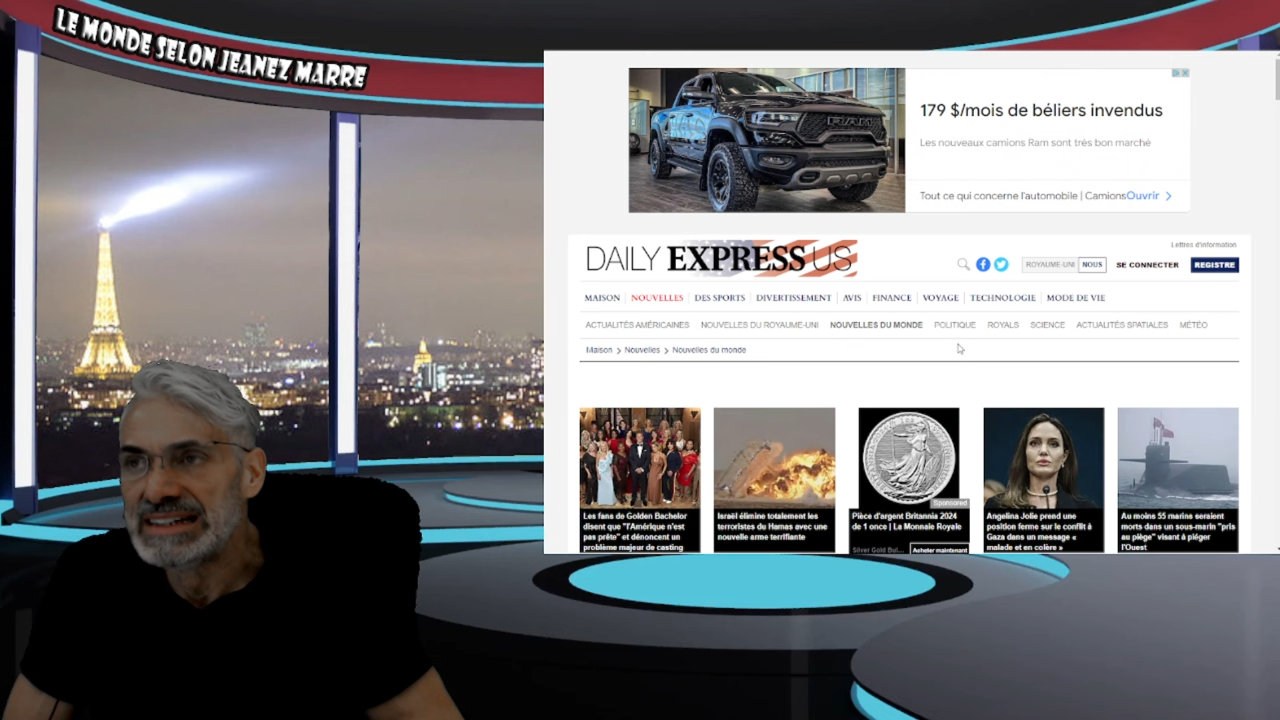 LE MONDE SELON JEANEZ MARRE
179 $/mois de béliers invendus
Les nouveaux camions Ram sont très bon marché
Tout ce qui concerne l'automobile | Camions
Ouvrir
RAM
Lettres d'information
DAILY EXPRESS US
ROYAUME-UNI NOUS SE CONNECTER REGISTRE
MAISON NOUVELLES DES SPORTS DIVERTISSEMENT AVIS FINANCE VOYAGE TECHNOLOGIE MODE DE VIE
ACTUALITÉS AMÉRICAINES NOUVELLES DU ROYAUME-UNI NOUVELLES DU MONDE POLITIQUE ROYALS SCIENCE ACTUALITÉS SPATIALES MÉTÉO
Maison > Nouvelles > Nouvelles du monde
Les fans de Golden Bachelor
disent que "l'Amérique n'est
pas prête" et dénoncent un
problème majeur de casting
Israël élimine totalement les
terroristes du Hamas avec une
nouvelle arme terrifiante
Sponsored
Pièce d'argent Britannia 2024
de 1 once | La Monnaie Royale
Silver Gold Bul...
Acheter maintenant
Angelina Jolie prend une
position ferme sur le conflit à
Gaza dans un message «
malade et en colère »
Au moins 55 marins seraient
morts dans un sous-marin "pris
au piège" visant à piéger
l'Ouest